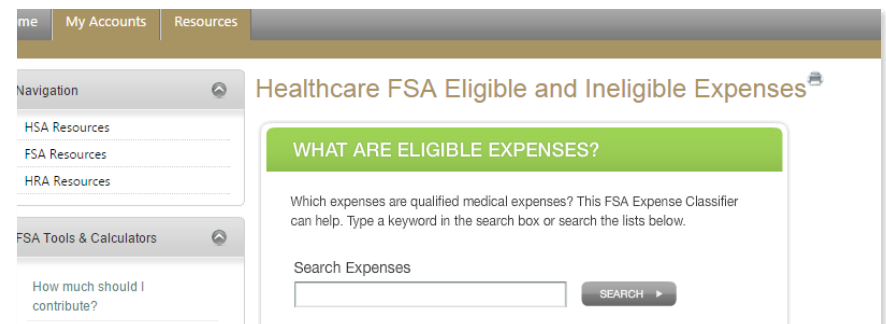 me My Accounts Resources
Navigation
HSA Resources
FSA Resources
HRA Resources
FSA Tools & Calculators
How much should I
contribute?
Healthcare FSA Eligible and Ineligible Expenses
WHAT ARE ELIGIBLE EXPENSES?
Which expenses are qualified medical expenses? This FSA Expense Classifier
can help. Type a keyword in the search box or search the lists below.
Search Expenses
SEARCH